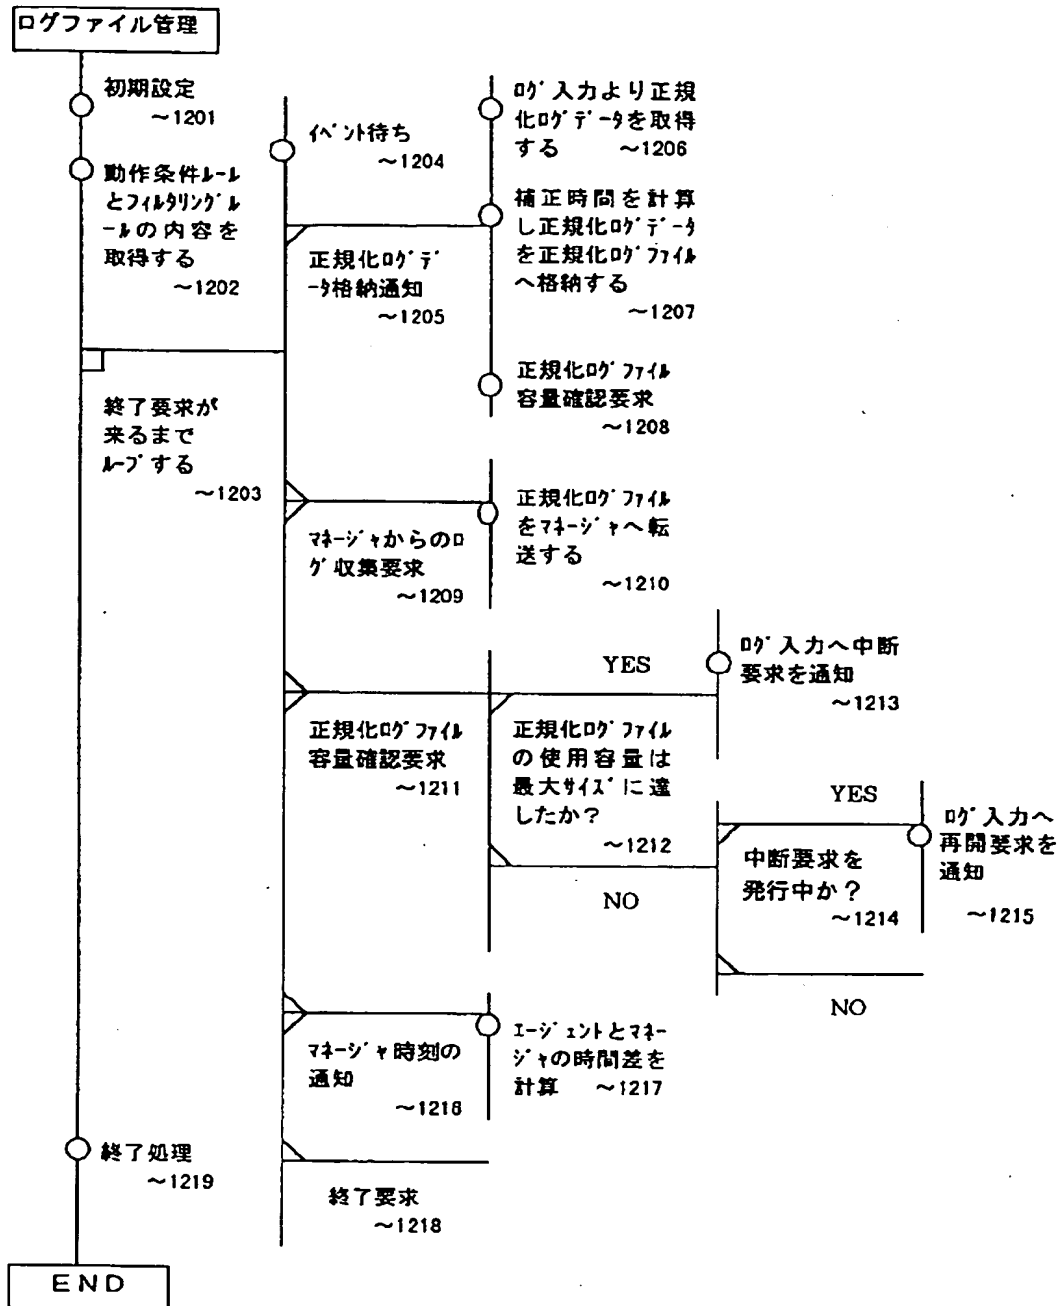 ログファイル管理
初期設定
~1201
動作条件ﾙｰﾙ
とﾌｨﾙﾀﾘﾝｸﾞﾙ
ｰﾙの内容を
取得する
~1202
終了要求が
来るまで
ﾙｰﾌﾟする
~1203
ｲﾍﾞﾝﾄ待ち
~1204
正規化ﾛｸﾞﾃﾞ
ｰﾀ格納通知
~1205
ﾛｸﾞ入力より正規
化ﾛｸﾞﾃﾞｰﾀを取得
する ~1206
補正時間を計算
し正規化ﾛｸﾞﾃﾞｰﾀ
を正規化ﾛｸﾞﾌｧｲﾙ
へ格納する
~1207
正規化ﾛｸﾞﾌｧｲﾙ
容量確認要求
~1208
ﾏﾈｰｼﾞｬからのﾛ
ｸﾞ収集要求
~1209
正規化ﾛｸﾞﾌｧｲﾙ
をﾏﾈｰｼﾞｬへ転
送する
~1210
正規化ﾛｸﾞﾌｧｲﾙ
容量確認要求
~1211
YES
正規化ﾛｸﾞﾌｧｲﾙ
の使用容量は
最大ｻｲｽﾞに達
したか?
~1212
NO
ﾛｸﾞ入力へ中断
要求を通知
~1213
YES
中断要求を
発行中か?
~1214
NO
ﾛｸﾞ入力へ
再開要求を
通知
~1215
ﾏﾈｰｼﾞｬ時刻の
通知
~1216
ｴｰｼﾞｪﾝﾄとﾏﾈｰ
ｼﾞｬの時間差を
計算 ~1217
終了要求
~1218
終了処理
~1219
END